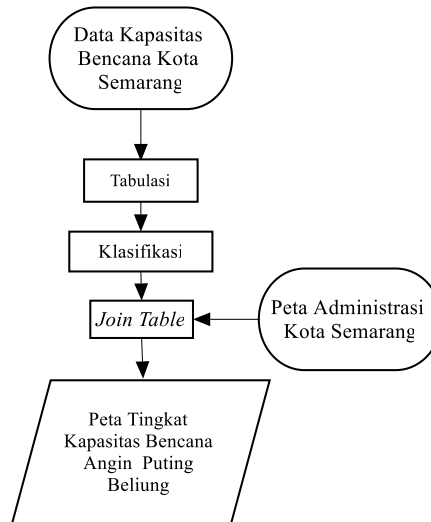 Data Kapasitas
Bencana Kota
Semarang
Tabulasi
Klasifikasi
Join Table
Peta Administrasi
Kota Semarang
Peta Tingkat
Kapasitas Bencana
Angin Puting
Beliung